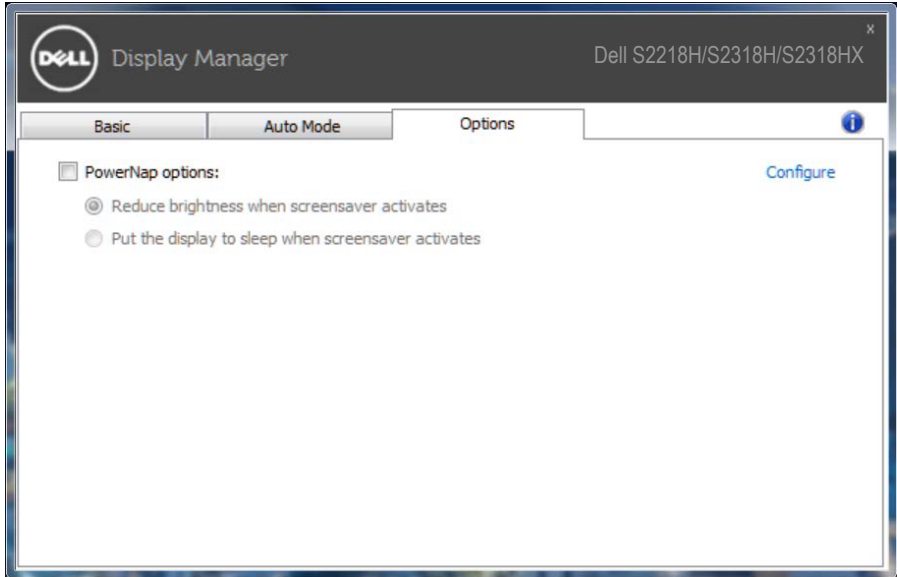 x
DELL Display Manager Dell S2218H/S2318H/S2318HX
Basic Auto Mode Options i
PowerNap options: Configure
Reduce brightness when screensaver activates
Put the display to sleep when screensaver activates